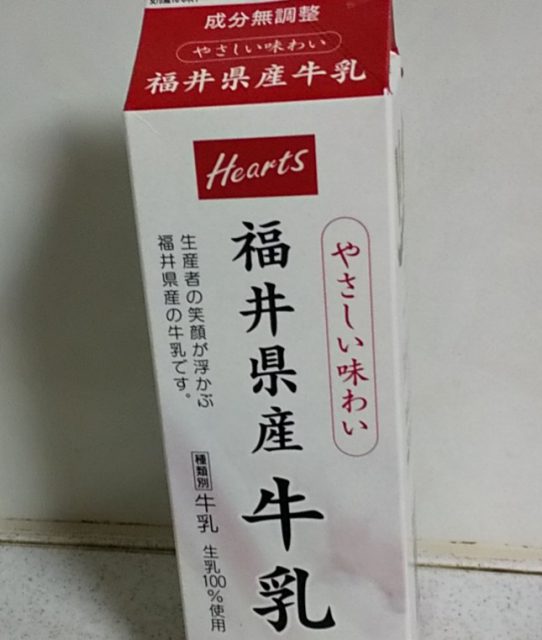 成分無調整
やさしい味わい
福井県産牛乳
Hearts
やさしい味わい
福井県産牛乳
生産者の笑顔が浮かぶ
福井県産の牛乳です。
種類別 牛乳 生乳100%使用